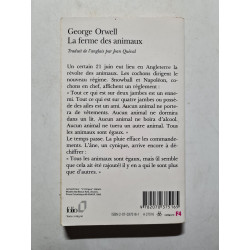 George Orwell
La ferme des animaux
Traduit de l'anglais par Jean Quéval
Un certain 21 juin eut lieu en Angleterre la
révolte des animaux. Les cochons dirigent le
nouveau régime. Snowball et Napoléon, co-
chons en chef, affichent un règlement :
« Tout ce qui est sur deux jambes est un enne-
mi. Tout ce qui est sur quatre jambes ou possè-
de des ailes est un ami. Aucun animal ne
portera de vêtements. Aucun animal ne dormira
dans un lit. Aucun animal ne boira d'alcool.
Aucun animal ne tuera un autre animal. Tous
les animaux sont égaux. »
Le temps passe. La pluie efface les commande-
ments. L'âne, un cynique, arrive encore à dé-
chiffrer :
« Tous les animaux sont égaux, mais (il semble
que cela ait été rajouté) il y en a qui le sont plus
que d'autres. »
folio